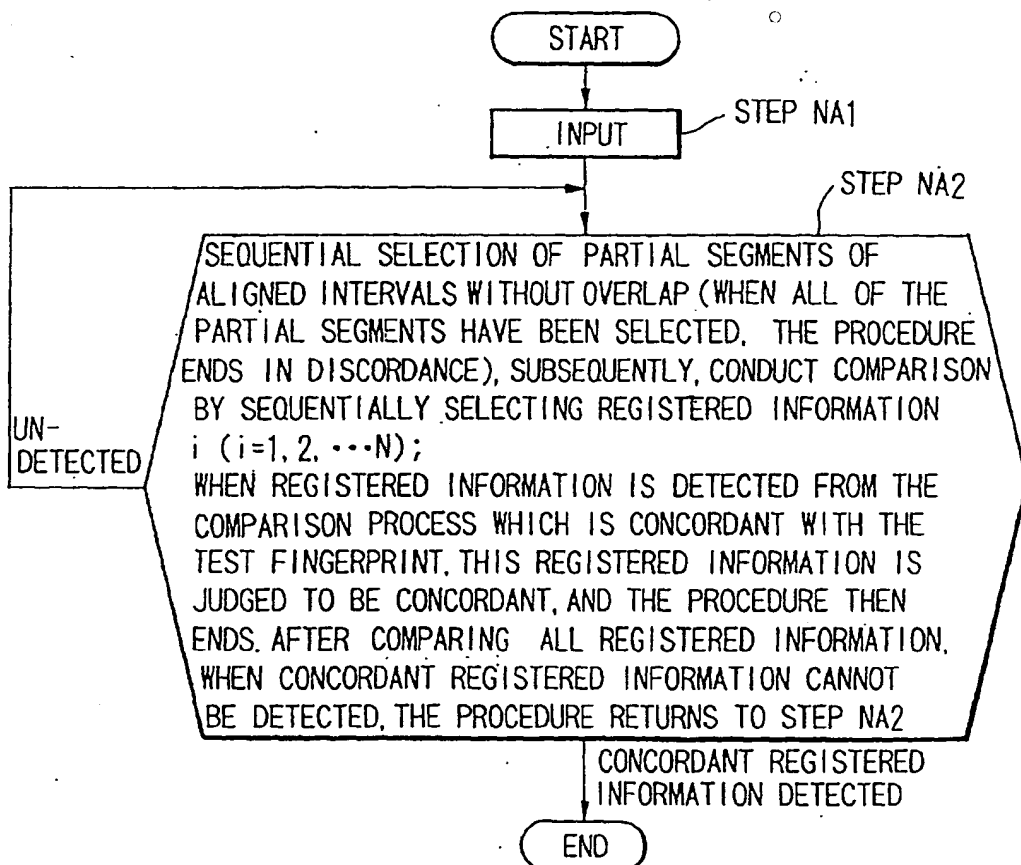 START
INPUT
STEP NA1
STEP NA2
SEQUENTIAL SELECTION OF PARTIAL SEGMENTS OF
ALIGNED INTERVALS WITHOUT OVERLAP (WHEN ALL OF THE
PARTIAL SEGMENTS HAVE BEEN SELECTED, THE PROCEDURE
ENDS IN DISCORDANCE), SUBSEQUENTLY, CONDUCT COMPARISON
BY SEQUENTIALLY SELECTING REGISTERED INFORMATION
i (i=1, 2, ···N);
WHEN REGISTERED INFORMATION IS DETECTED FROM THE
COMPARISON PROCESS WHICH IS CONCORDANT WITH THE
TEST FINGERPRINT, THIS REGISTERED INFORMATION IS
JUDGED TO BE CONCORDANT, AND THE PROCEDURE THEN
ENDS. AFTER COMPARING ALL REGISTERED INFORMATION,
WHEN CONCORDANT REGISTERED INFORMATION CANNOT
BE DETECTED, THE PROCEDURE RETURNS TO STEP NA2
UN-
DETECTED
CONCORDANT REGISTERED
INFORMATION DETECTED
END